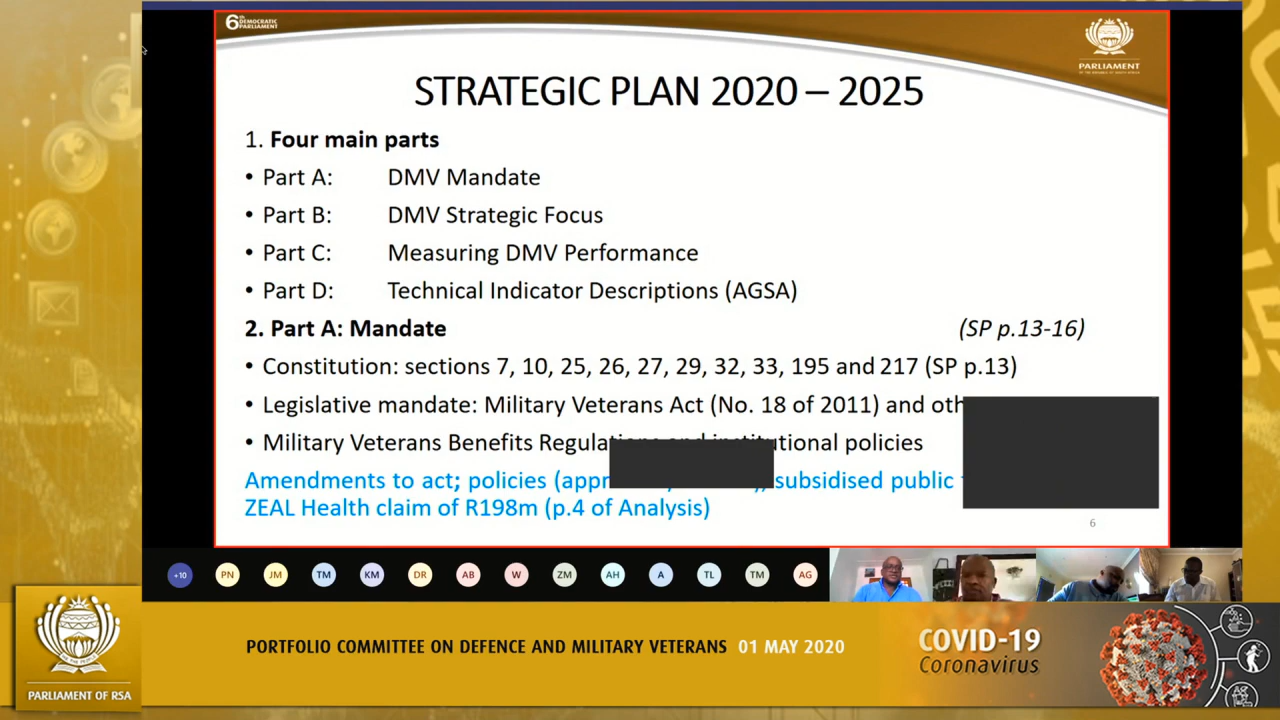 6th DEMOCRATIC PARLIAMENT
PARLIAMENT
STRATEGIC PLAN 2020 – 2025
1. Four main parts
• Part A: DMV Mandate
• Part B: DMV Strategic Focus
• Part C: Measuring DMV Performance
• Part D: Technical Indicator Descriptions (AGSA)
2. Part A: Mandate (SP p.13-16)
• Constitution: sections 7, 10, 25, 26, 27, 29, 32, 33, 195 and 217 (SP p.13)
• Legislative mandate: Military Veterans Act (No. 18 of 2011) and
• Military Veterans Benefits policies
Amendments to act; policies subsidised public
ZEAL Health claim of R198m (p.4 of Analysis)
6
+10 PN JM TM KM DR AB W ZM AH A TL TM AG
PARLIAMENT OF RSA
PORTFOLIO COMMITTEE ON DEFENCE AND MILITARY VETERANS 01 MAY 2020
COVID-19
Coronavirus